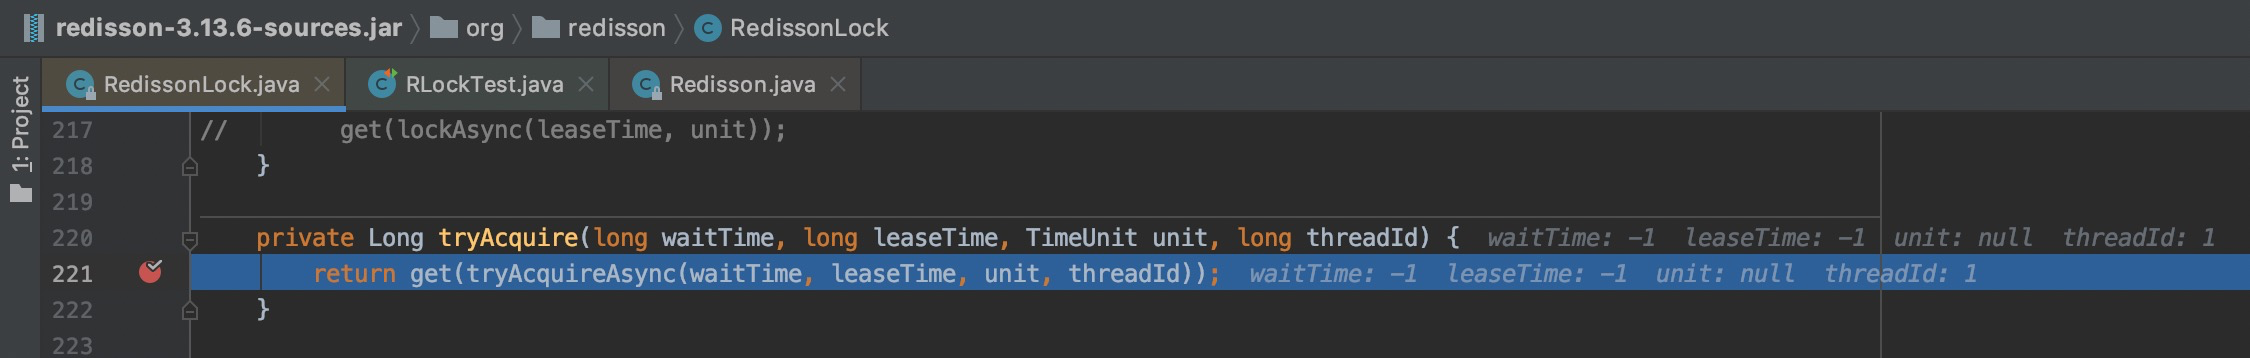 redisson-3.13.6-sources.jar org redisson RedissonLock
1: Project
RedissonLock.java RLockTest.java Redisson.java
217 // get(lockAsync(leaseTime, unit));
218 }
219
220 private Long tryAcquire(long waitTime, long leaseTime, TimeUnit unit, long threadId) { waitTime: -1 leaseTime: -1 unit: null threadId: 1
221 return get(tryAcquireAsync(waitTime, leaseTime, unit, threadId)); waitTime: -1 leaseTime: -1 unit: null threadId: 1
222 }
223